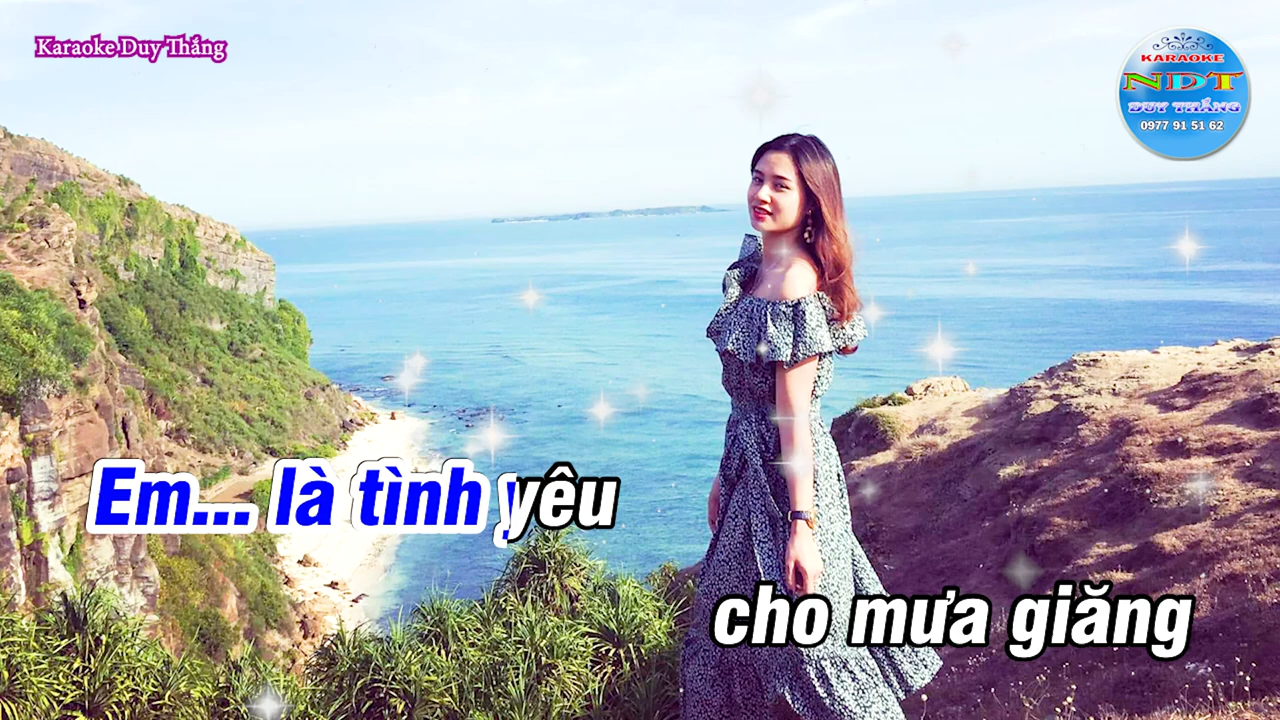 Karaoke Duy Thắng
KARAOKE
NDT
DUY THẮNG
0977 91 51 62
Em... là tình yêu
cho mưa giăng